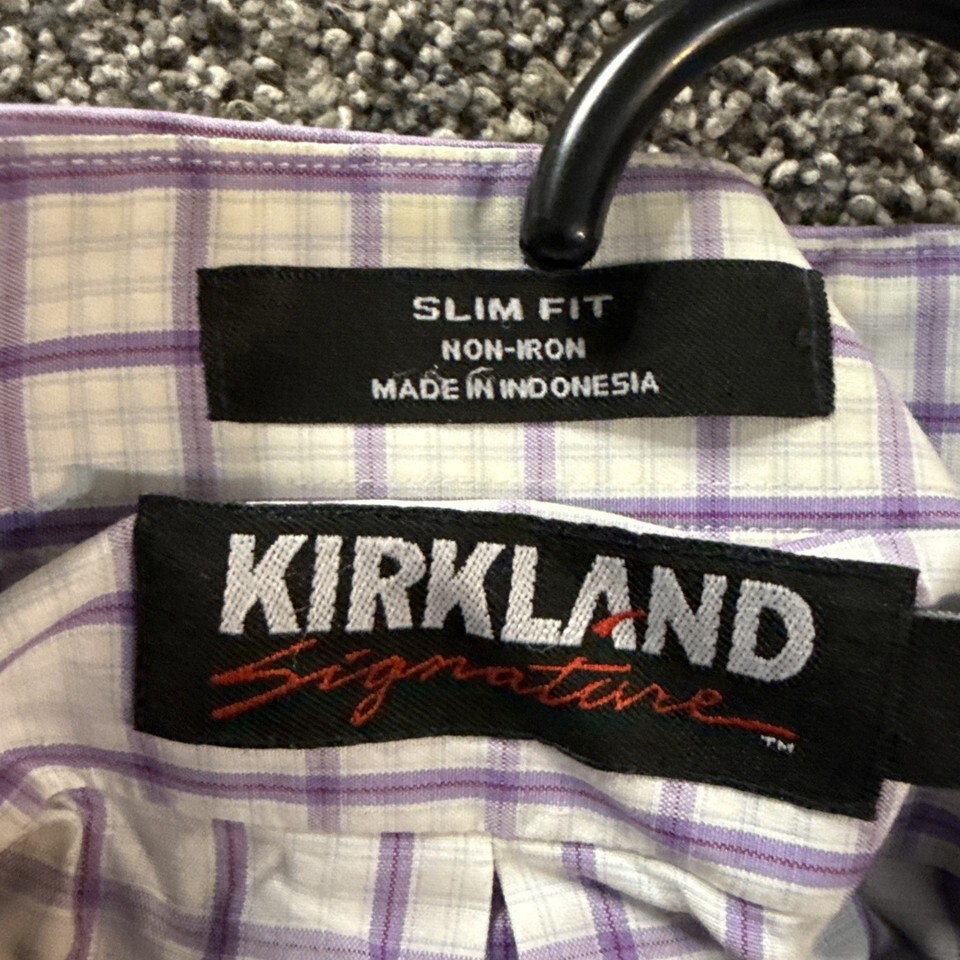 SLIM FIT
NON-IRON
MADE IN INDONESIA
KIRKLAND
Signature
TM